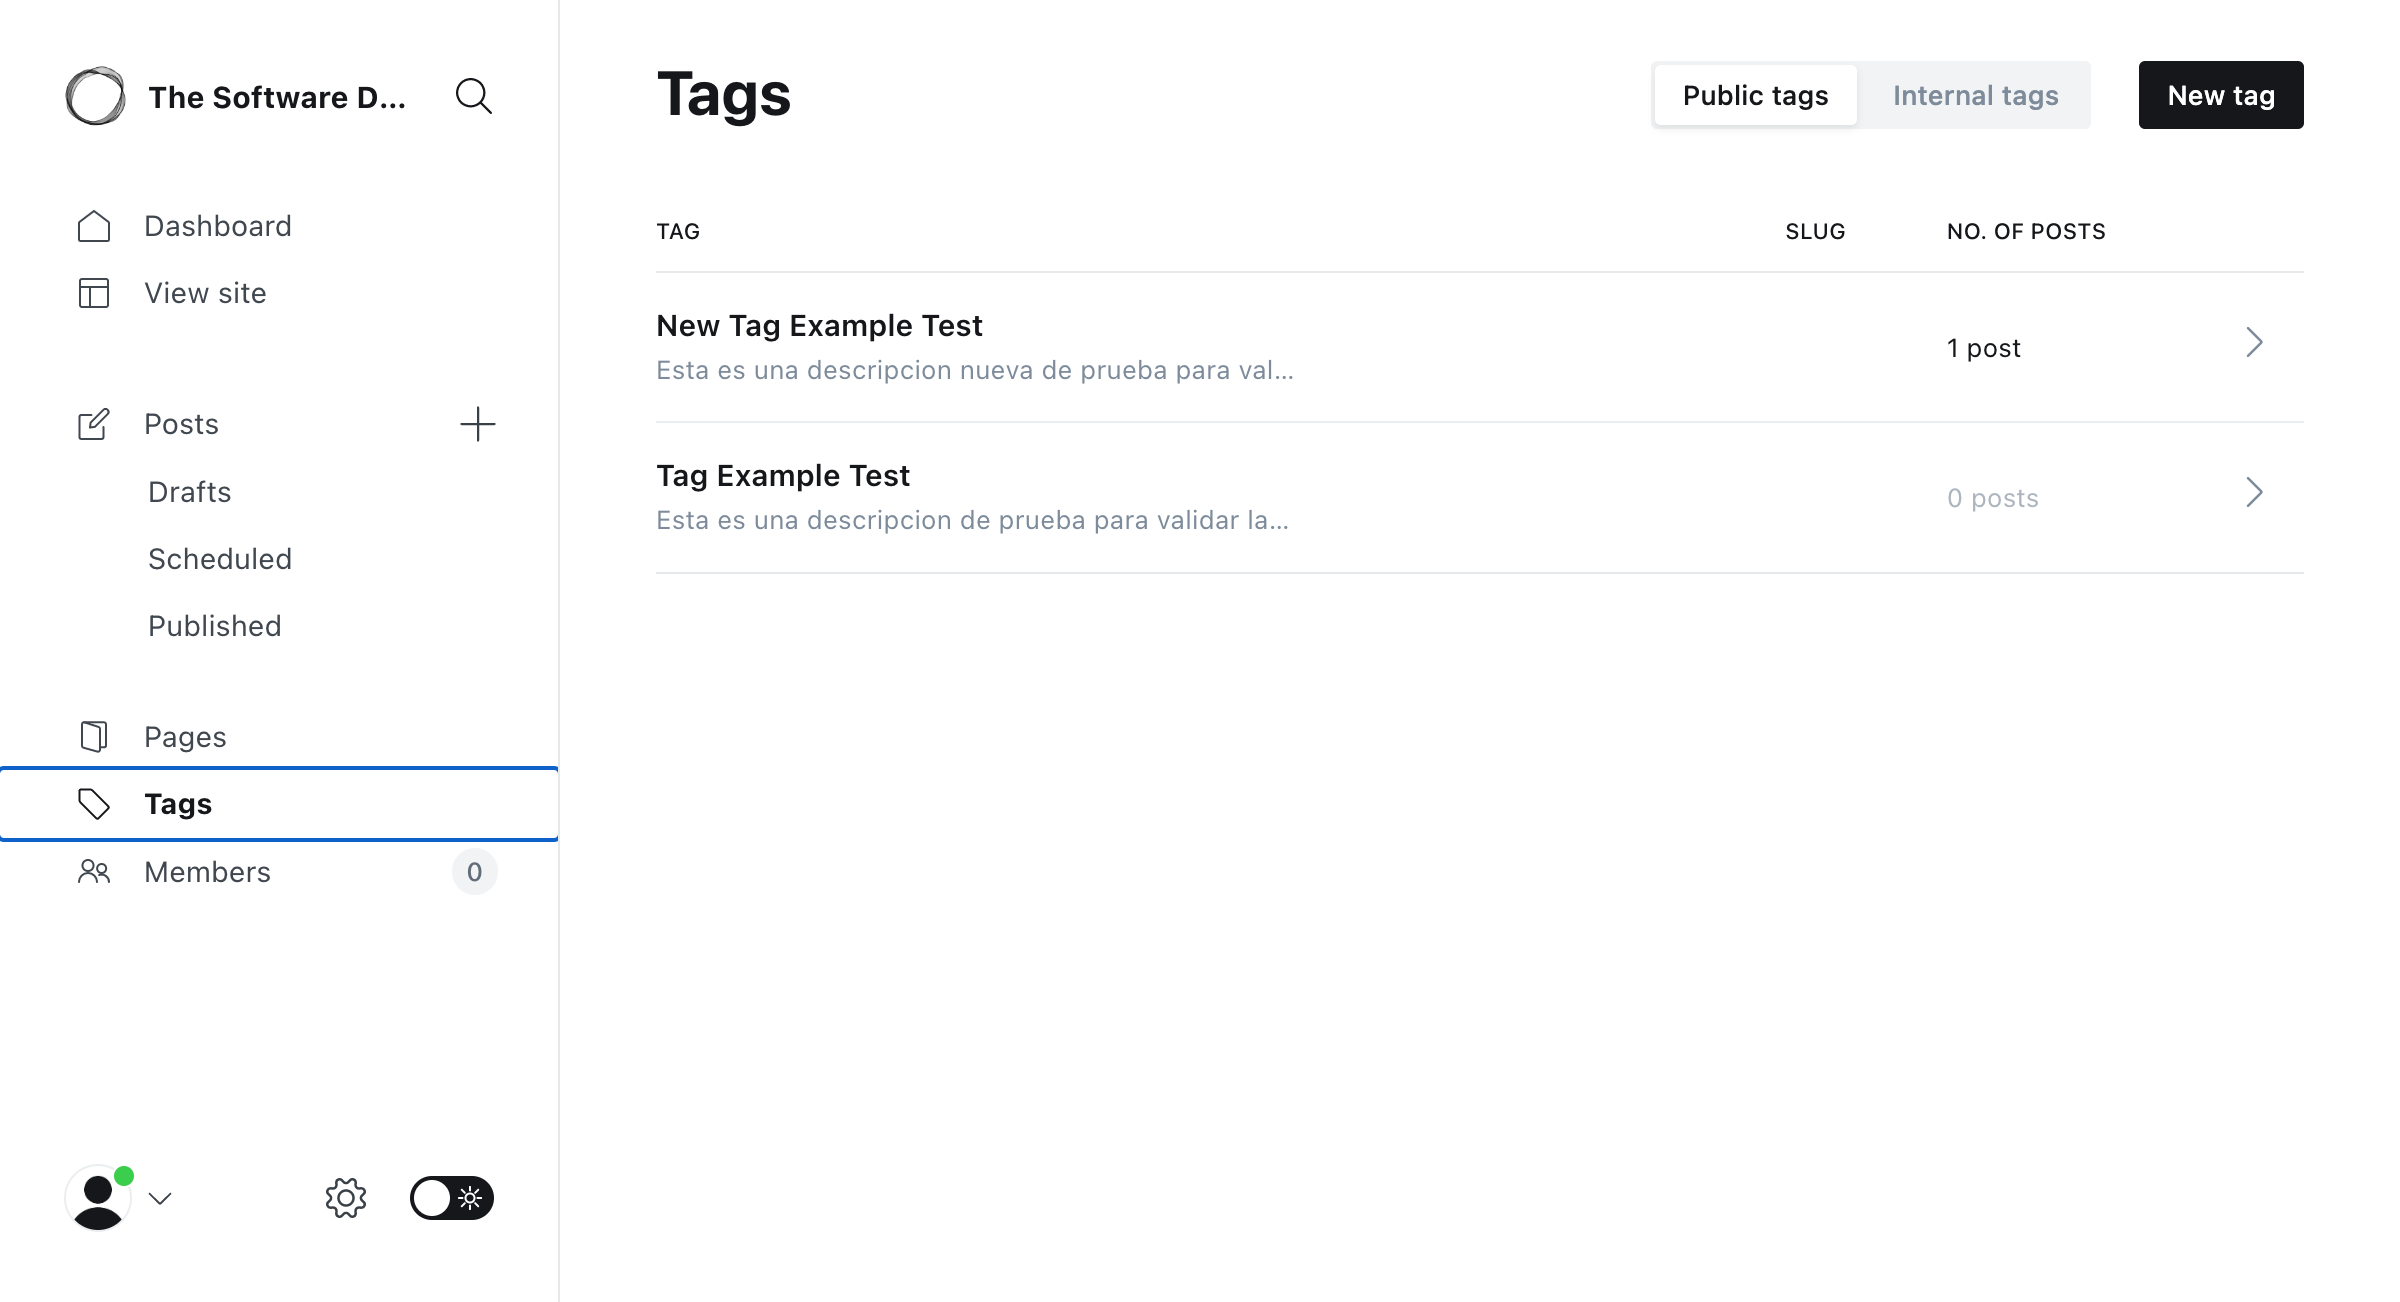 The Software D...
Dashboard
View site
Posts
Drafts
Scheduled
Published
Pages
Tags
Members 0
Tags
Public tags Internal tags New tag
TAG SLUG NO. OF POSTS
New Tag Example Test
Esta es una descripcion nueva de prueba para val...
1 post
Tag Example Test
Esta es una descripcion de prueba para validar la...
0 posts